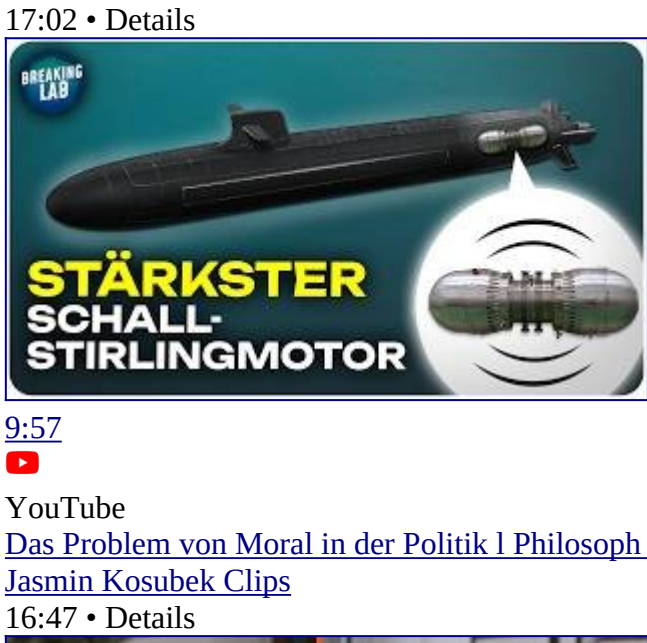 17:02 • Details
BREAKING
LAB
STÄRKSTER
SCHALL-
STIRLINGMOTOR
9:57
YouTube
Das Problem von Moral in der Politik l Philosoph
Jasmin Kosubek Clips
16:47 • Details